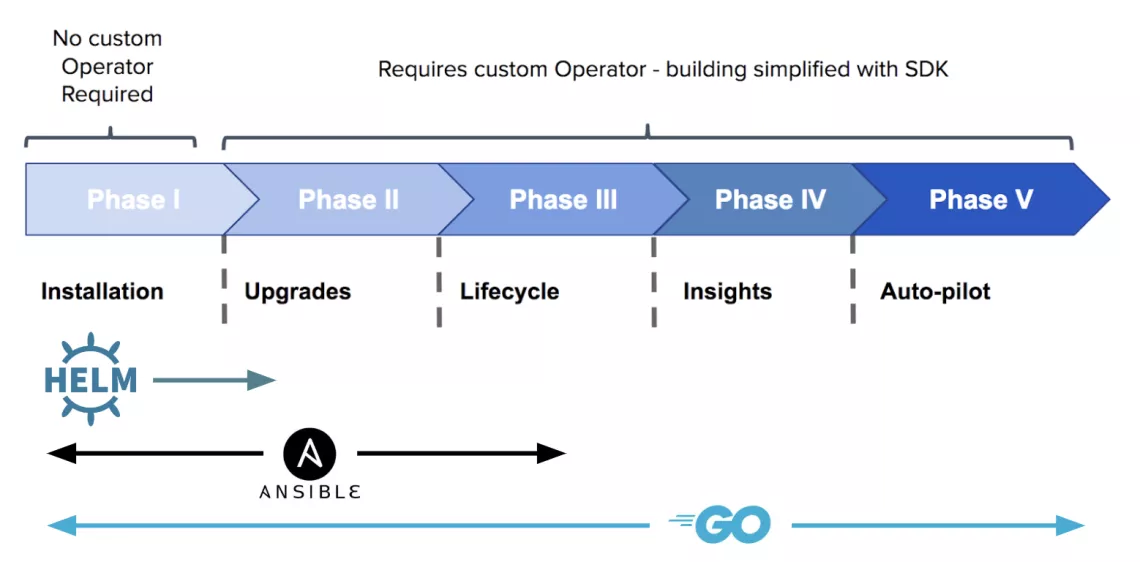 No custom
Operator
Required
Requires custom Operator - building simplified with SDK
Phase I
Phase II
Phase III
Phase IV
Phase V
Installation
Upgrades
Lifecycle
Insights
Auto-pilot
HELM
ANSIBLE
GO